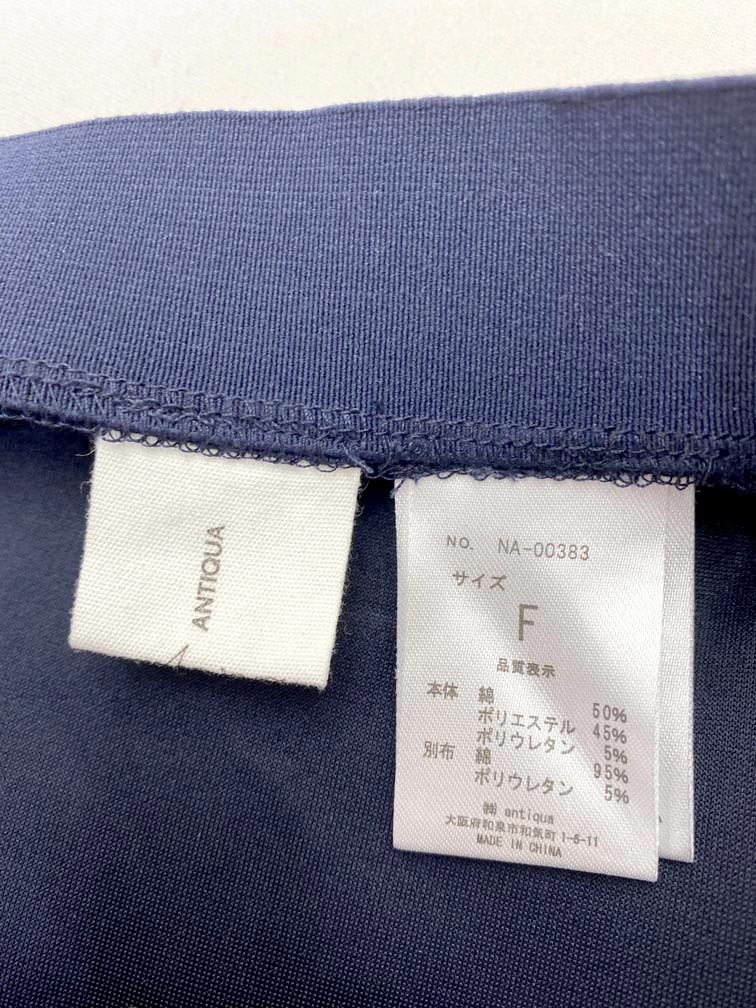 ANTIQUA
NO. NA-00383
サイズ
F
品質表示
本体 綿 50%
ポリエステル 45%
ポリウレタン 5%
別布 綿 95%
ポリウレタン 5%
㈱ antiqua
大阪府和泉市和気町 1-6-11
MADE IN CHINA